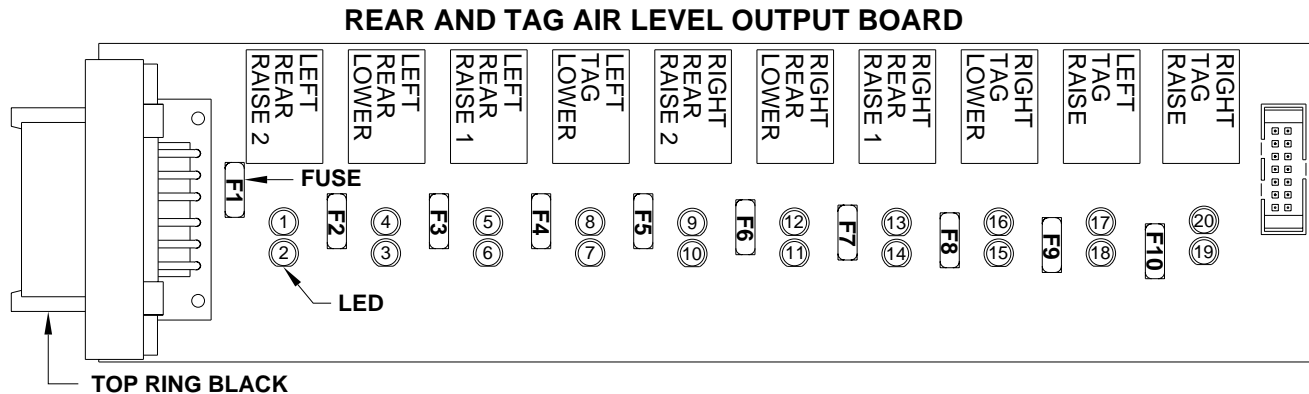 REAR AND TAG AIR LEVEL OUTPUT BOARD
LEFT
REAR
RAISE 2
LEFT
REAR
LOWER
LEFT
REAR
RAISE 1
LEFT
TAG
LOWER
RIGHT
REAR
RAISE 2
RIGHT
REAR
LOWER
RIGHT
REAR
RAISE 1
RIGHT
TAG
LOWER
LEFT
TAG
RAISE
RIGHT
TAG
RAISE
F1
FUSE
F2
F3
F4
F5
F6
F7
F8
F9
F10
1 4 5 8 9 12 13 16 17 20
2 3 6 7 10 11 14 15 18 19
LED
TOP RING BLACK